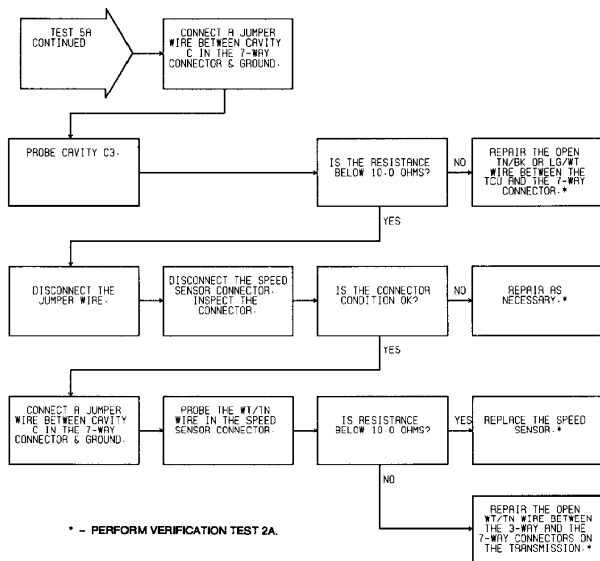 TEST 5A
CONTINUED
CONNECT A JUMPER
WIRE BETWEEN CAVITY
C IN THE 7-WAY
CONNECTOR & GROUND.
PROBE CAVITY C3.
IS THE RESISTANCE
BELOW 10.0 OHMS?
NO
REPAIR THE OPEN
TN/BK OR LG/WT
WIRE BETWEEN THE
TCU AND THE 7-WAY
CONNECTOR.*
YES
DISCONNECT THE
JUMPER WIRE.
DISCONNECT THE SPEED
SENSOR CONNECTOR.
INSPECT THE
CONNECTOR.
IS THE CONNECTOR
CONDITION OK?
NO
REPAIR AS
NECESSARY.*
YES
CONNECT A JUMPER
WIRE BETWEEN CAVITY
C IN THE 7-WAY
CONNECTOR & GROUND.
PROBE THE WT/TN
WIRE IN THE SPEED
SENSOR CONNECTOR.
IS RESISTANCE
BELOW 10.0 OHMS?
YES
REPLACE THE SPEED
SENSOR.*
NO
REPAIR THE OPEN
WT/TN WIRE BETWEEN
THE 3-WAY AND THE
7-WAY CONNECTORS ON
THE TRANSMISSION.*
* – PERFORM VERIFICATION TEST 2A.